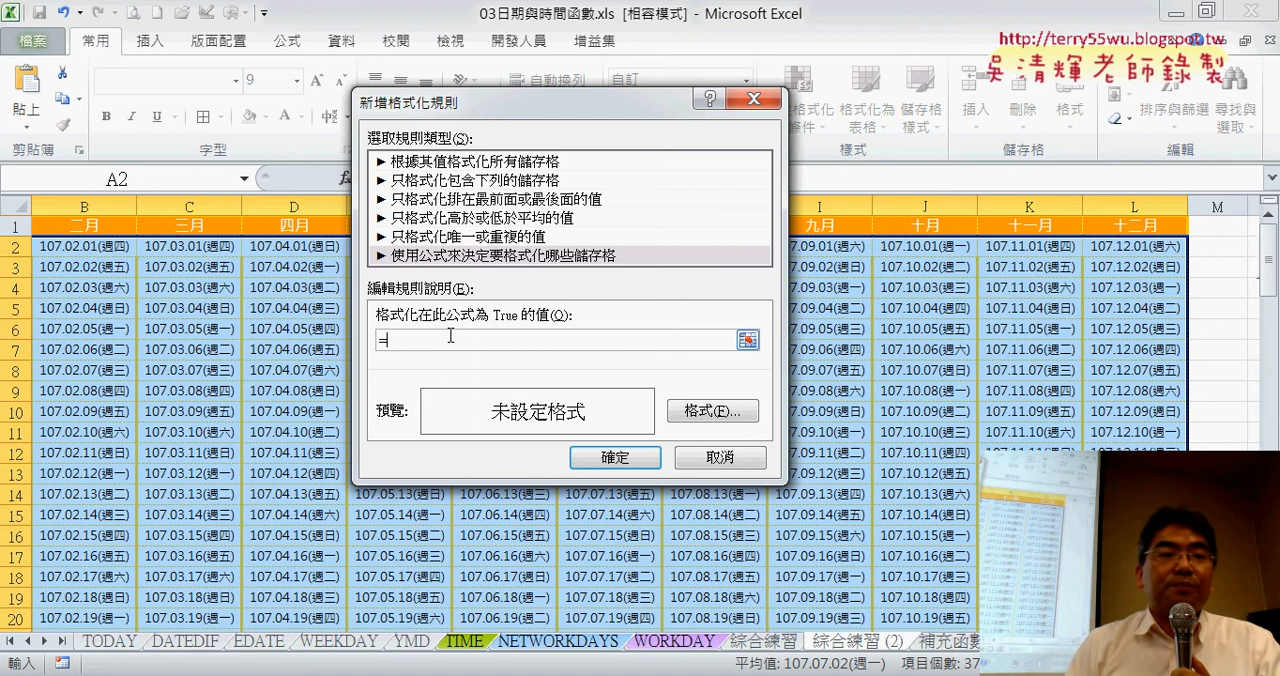 03日期與時間函數.xls [相容模式] - Microsoft Excel
檔案 常用 插入 版面配置 公式 資料 校閱 檢視 開發人員 增益集
http://terry55wu.blogspot.tw
吳清輝老師錄製
9 自動換列 自訂
貼上 B I U 插入 刪除 格式 排序與篩選 尋找與
表格 樣式 選取
剪貼簿 字型 樣式 儲存格 編輯
A2
新增格式化規則
選取規則類型(S):
► 根據其值格式化所有儲存格
► 只格式化包含下列的儲存格
► 只格式化排在最前面或最後面的值
► 只格式化高於或低於平均的值
► 只格式化唯一或重複的值
► 使用公式來決定要格式化哪些儲存格
編輯規則說明(E):
格式化在此公式為 True 的值(O):
=
預覽: 未設定格式 格式(F)...
確定 取消
B C D I J K L M
1 二月 三月 四月 九月 十月 十一月 十二月
2 107.02.01(週四) 107.03.01(週四) 107.04.01(週日) 7.09.01(週六) 107.10.01(週一) 107.11.01(週四) 107.12.01(週六)
3 107.02.02(週五) 107.03.02(週五) 107.04.02(週一) 7.09.02(週日) 107.10.02(週二) 107.11.02(週五) 107.12.02(週日)
4 107.02.03(週六) 107.03.03(週六) 107.04.03(週二) 7.09.03(週一) 107.10.03(週三) 107.11.03(週六) 107.12.03(週一)
5 107.02.04(週日) 107.03.04(週日) 107.04.04(週三) 7.09.04(週二) 107.10.04(週四) 107.11.04(週日) 107.12.04(週二)
6 107.02.05(週一) 107.03.05(週一) 107.04.05(週四) 7.09.05(週三) 107.10.05(週五) 107.11.05(週一) 107.12.05(週三)
7 107.02.06(週二) 107.03.06(週二) 107.04.06(週五) 7.09.06(週四) 107.10.06(週六) 107.11.06(週二) 107.12.06(週四)
8 107.02.07(週三) 107.03.07(週三) 107.04.07(週六) 7.09.07(週五) 107.10.07(週日) 107.11.07(週三) 107.12.07(週五)
9 107.02.08(週四) 107.03.08(週四) 107.04.08(週日) 7.09.08(週六) 107.10.08(週一) 107.11.08(週四) 107.12.08(週六)
10 107.02.09(週五) 107.03.09(週五) 107.04.09(週一) 7.09.09(週日) 107.10.09(週二) 107.11.09(週五) 107.12.09(週日)
11 107.02.10(週六) 107.03.10(週六) 107.04.10(週二) 7.09.10(週一) 107.10.10(週三) 107.11.10(週六) 107.12.10(週一)
12 107.02.11(週日) 107.03.11(週日) 107.04.11(週三) 7.09.11(週二) 107.10.11(週四)
13 107.02.12(週一) 107.03.12(週一) 107.04.12(週四) 7.09.12(週三) 107.10.12(週五)
14 107.02.13(週二) 107.03.13(週二) 107.04.13(週五) 107.05.13(週日) 107.06.13(週三) 107.07.13(週五) 107.08.13(週一) 107.09.13(週四) 107.10.13(週六)
15 107.02.14(週三) 107.03.14(週三) 107.04.14(週六) 107.05.14(週一) 107.06.14(週四) 107.07.14(週六) 107.08.14(週二) 107.09.14(週五) 107.10.14(週日)
16 107.02.15(週四) 107.03.15(週四) 107.04.15(週日) 107.05.15(週二) 107.06.15(週五) 107.07.15(週日) 107.08.15(週三) 107.09.15(週六) 107.10.15(週一)
17 107.02.16(週五) 107.03.16(週五) 107.04.16(週一) 107.05.16(週三) 107.06.16(週六) 107.07.16(週一) 107.08.16(週四) 107.09.16(週日) 107.10.16(週二)
18 107.02.17(週六) 107.03.17(週六) 107.04.17(週二) 107.05.17(週四) 107.06.17(週日) 107.07.17(週二) 107.08.17(週五) 107.09.17(週一) 107.10.17(週三)
19 107.02.18(週日) 107.03.18(週日) 107.04.18(週三) 107.05.18(週五) 107.06.18(週一) 107.07.18(週三) 107.08.18(週六) 107.09.18(週二) 107.10.18(週四)
20 107.02.19(週一) 107.03.19(週一) 107.04.19(週四) 107.05.19(週六) 107.06.19(週二) 107.07.19(週四) 107.08.19(週日) 107.09.19(週三) 107.10.19(週五)
TODAY DATEDIF EDATE WEEKDAY YMD TIME NETWORKDAYS WORKDAY 綜合練習 綜合練習 (2) 補充函數
輸入 平均值: 107.07.02(週一) 項目個數: 37